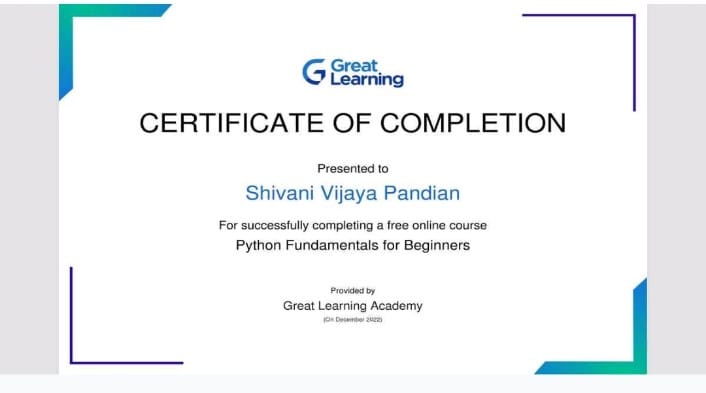 Great
Learning
CERTIFICATE OF COMPLETION
Presented to
Shivani Vijaya Pandian
For successfully completing a free online course
Python Fundamentals for Beginners
Provided by
Great Learning Academy
(On December 2022)